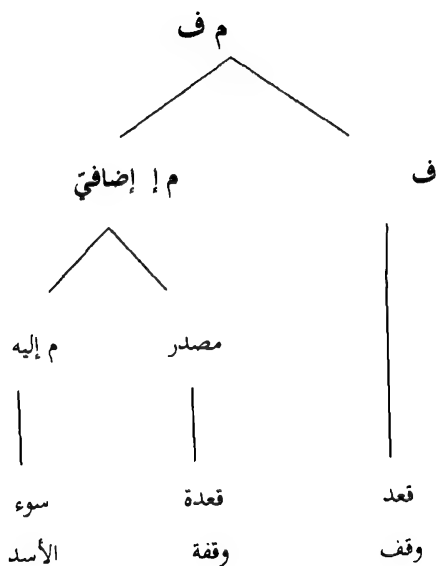 م ف
ف م إ إضافيّ
مصدر م إليه
قعد قعدة سوء
وقف وقفة الأسد